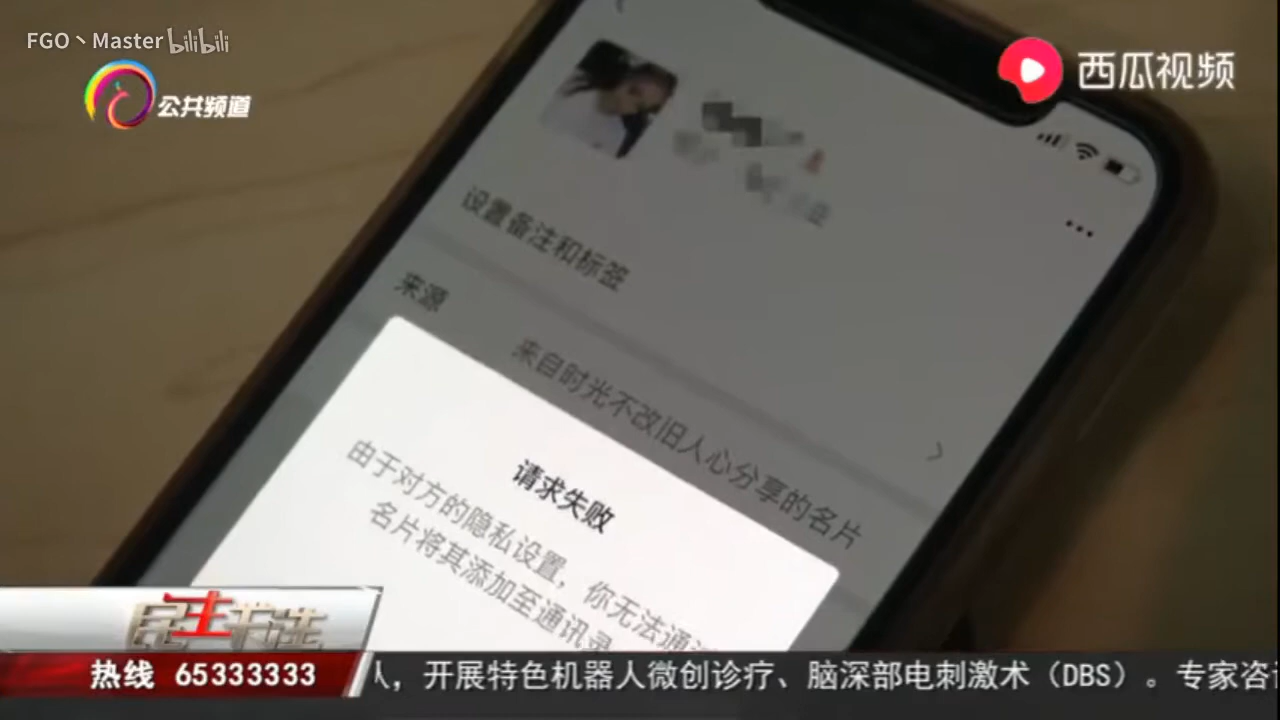 FGO丶Master bilibili
公共频道
西瓜视频
设置备注和标签
来源
来自时光不改旧人心分享的名片
请求失败
由于对方的隐私设置，你无法通过
名片将其添加至通讯录
热线 65333333
人，开展特色机器人微创诊疗、脑深部电刺激术（DBS）。专家咨